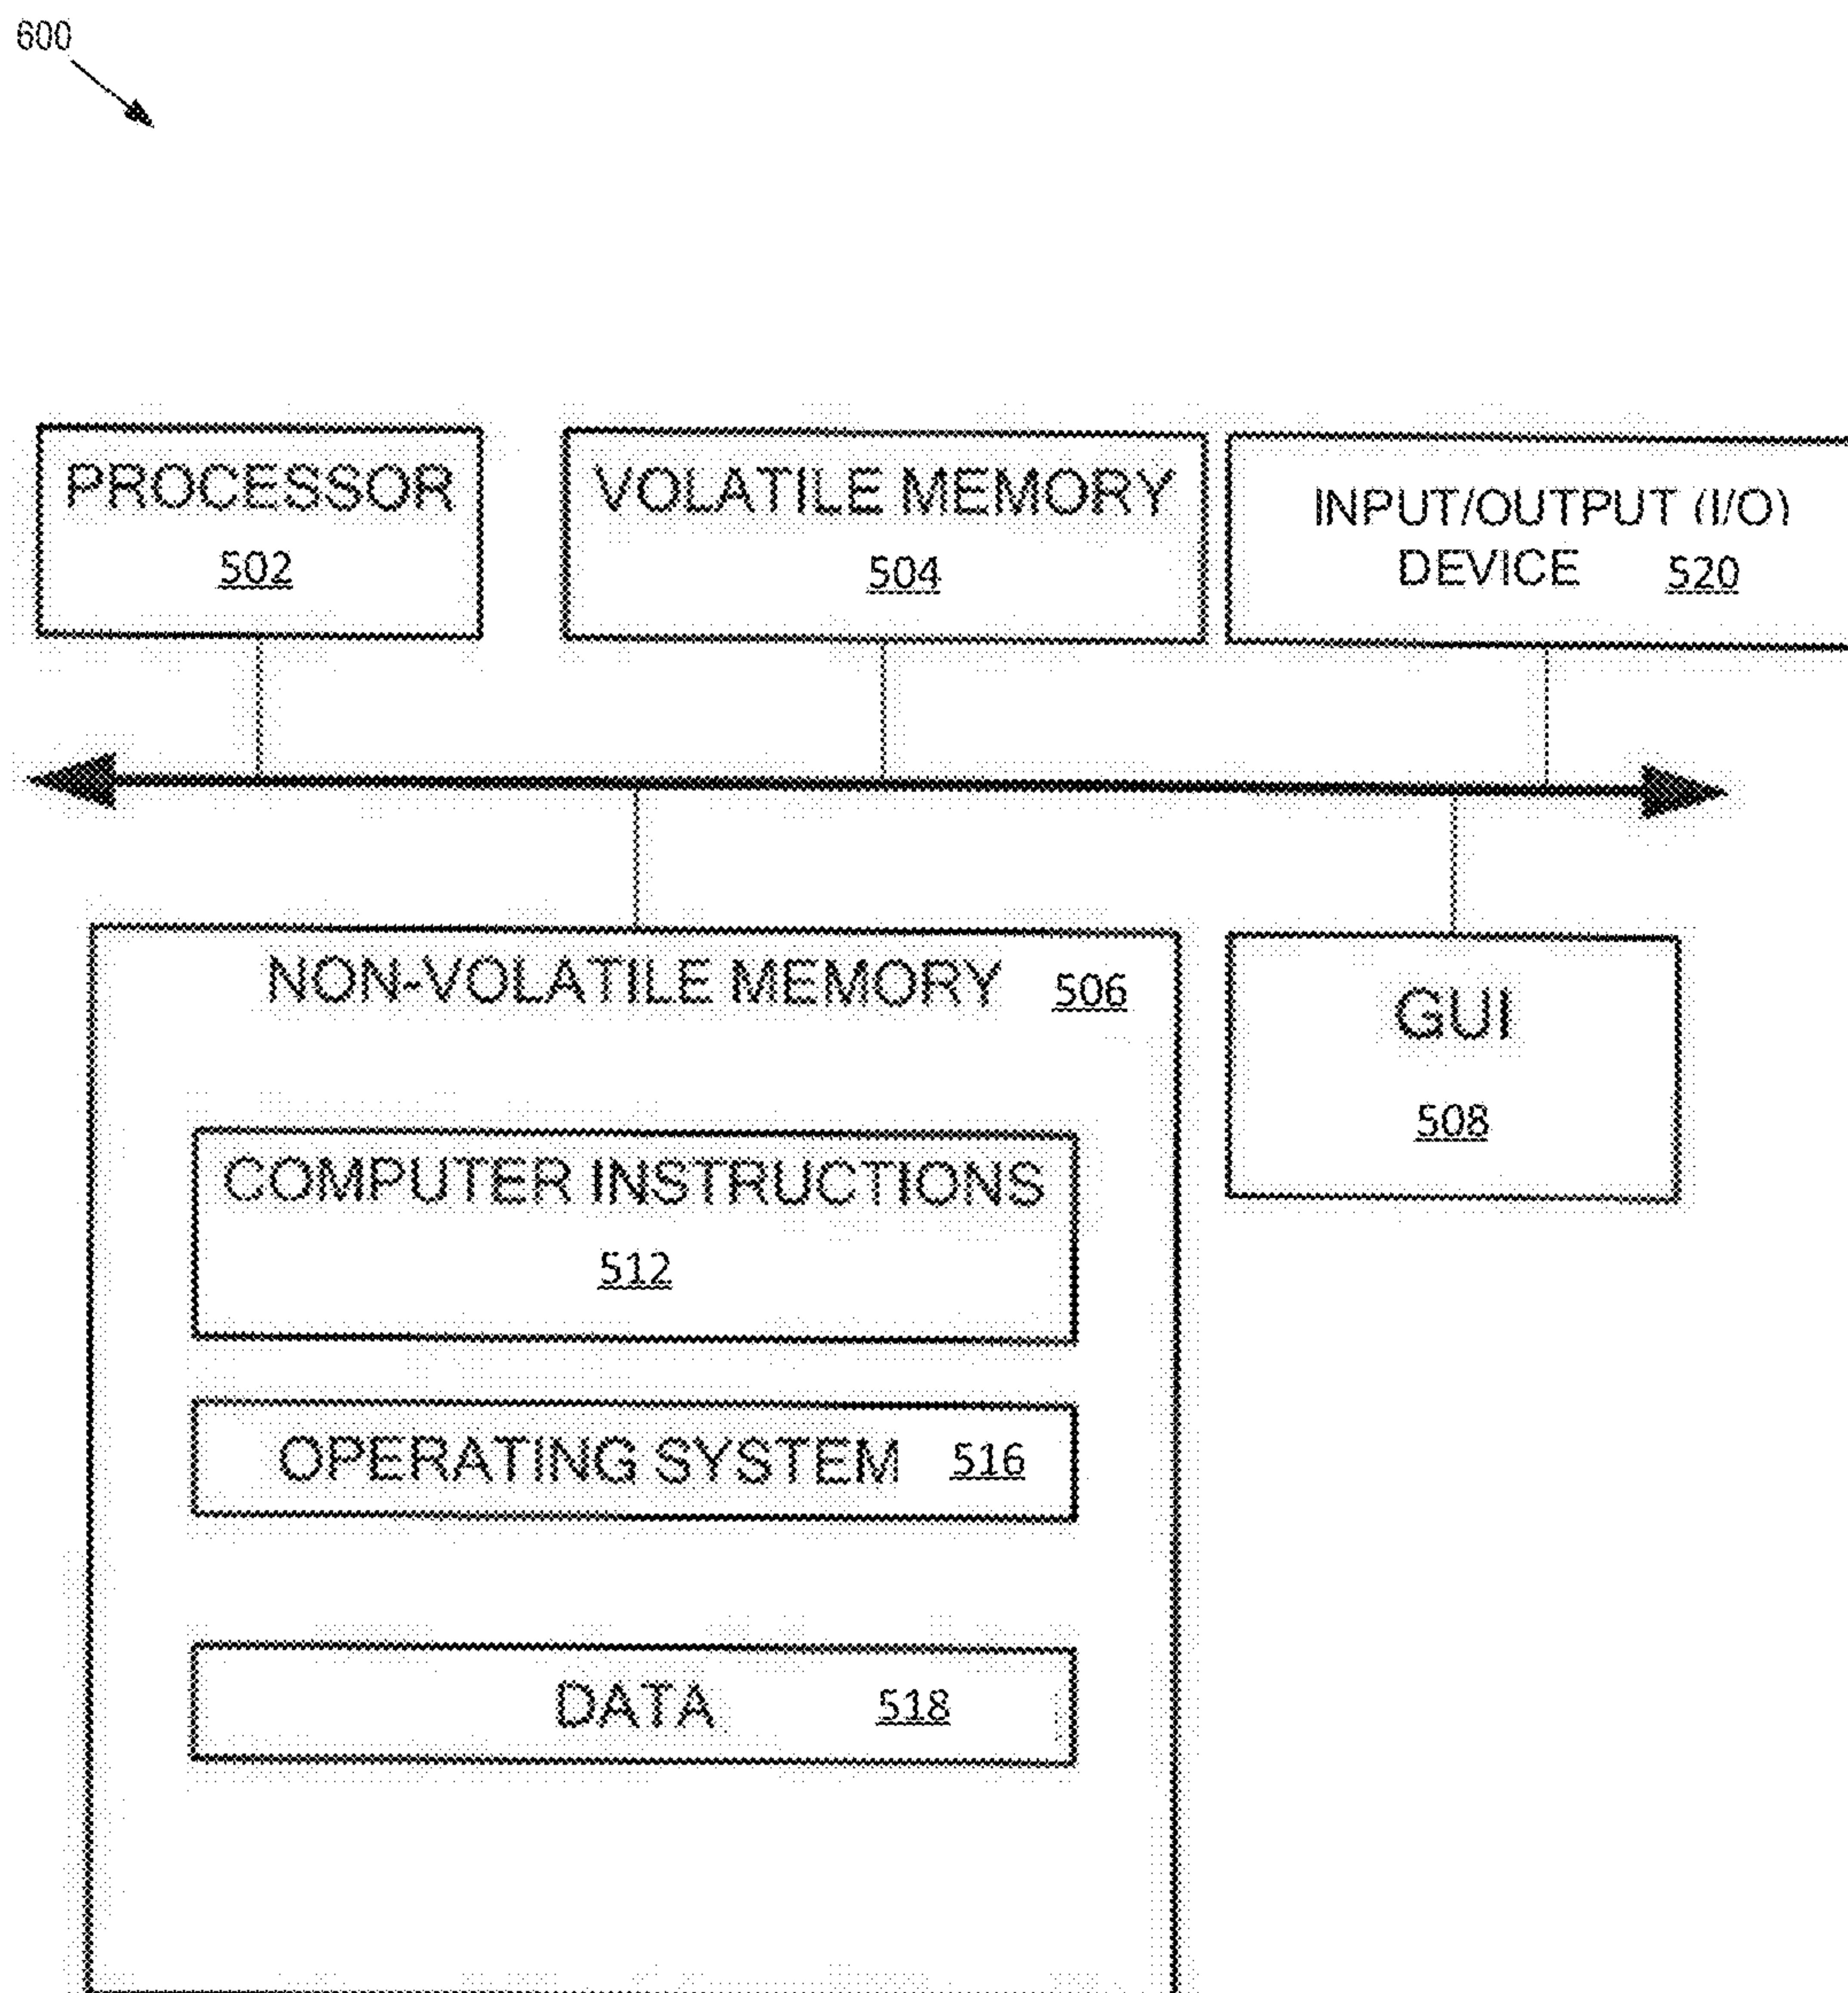 600
PROCESSOR
502
VOLATILE MEMORY
504
INPUT/OUTPUT (I/O)
DEVICE 520
NON-VOLATILE MEMORY 506
GUI
508
COMPUTER INSTRUCTIONS
512
OPERATING SYSTEM 516
DATA 518